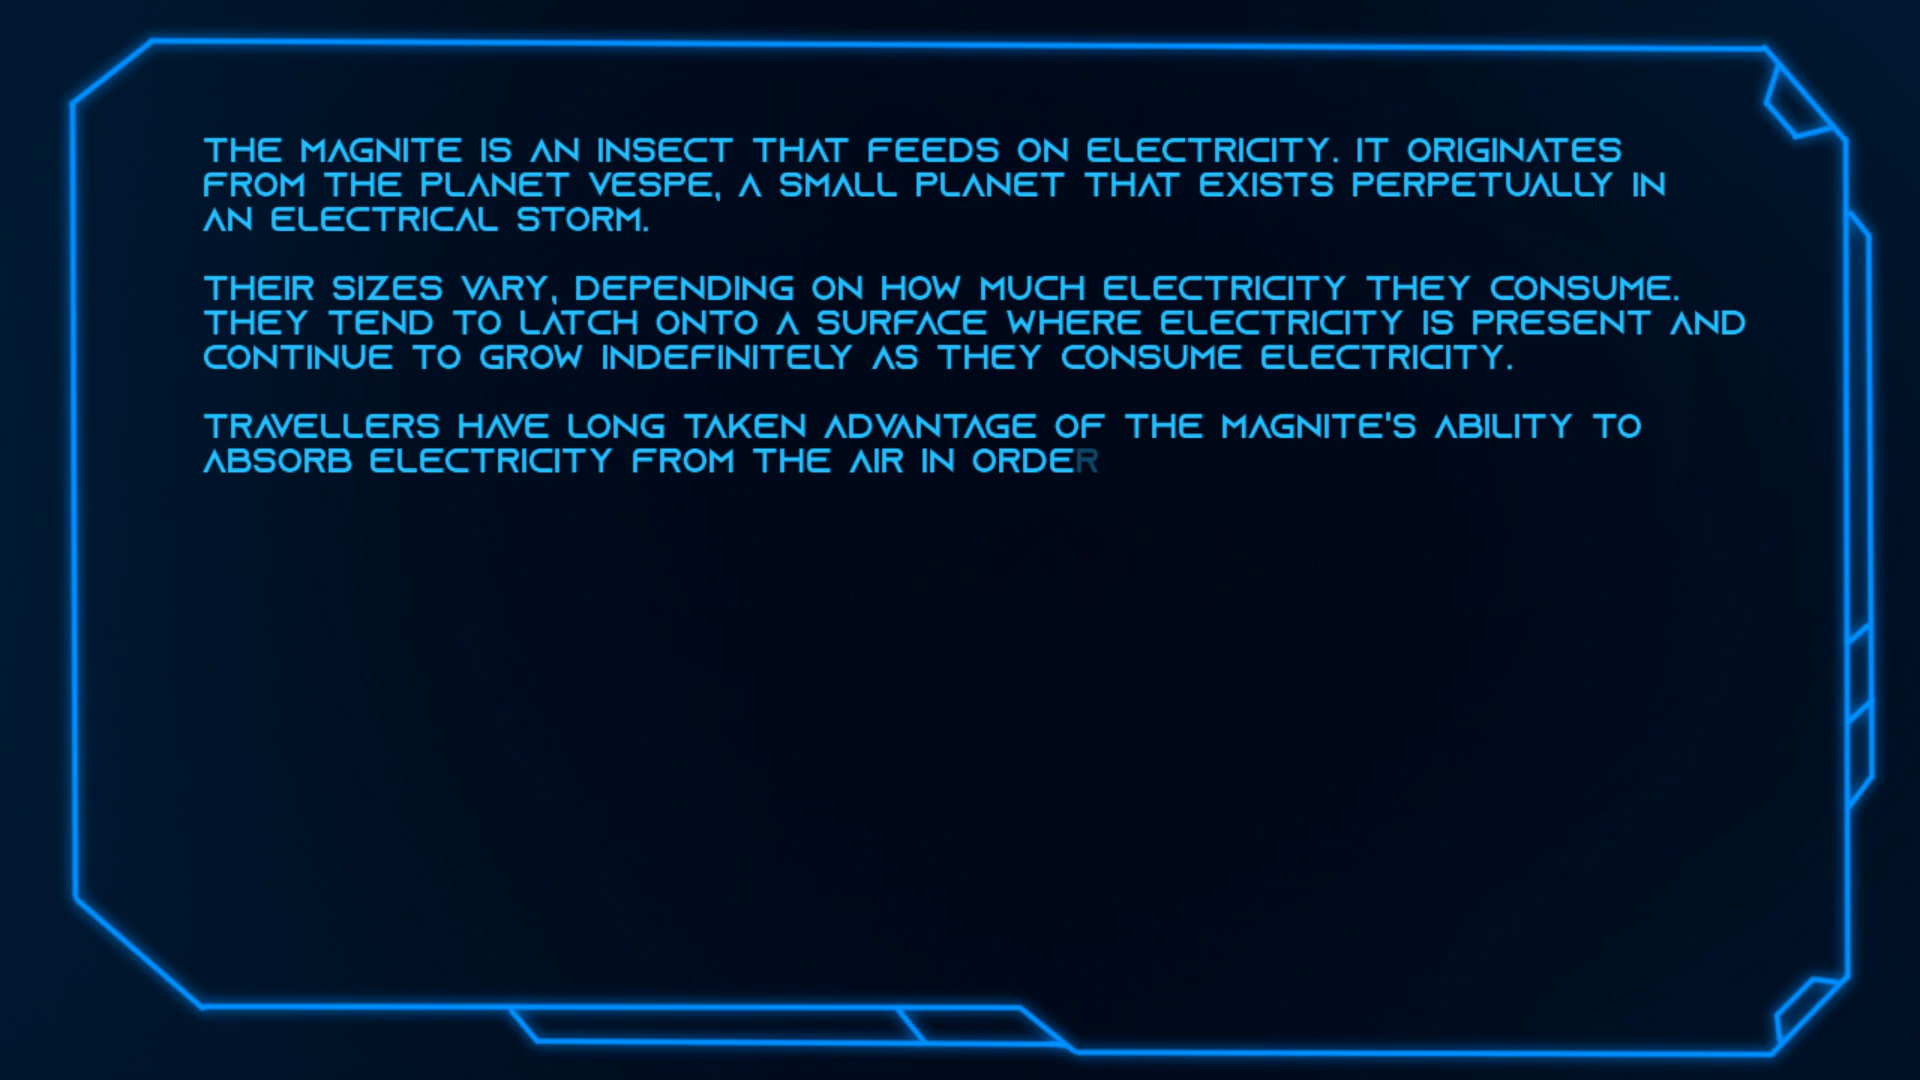 THE MAGNITE IS AN INSECT THAT FEEDS ON ELECTRICITY. IT ORIGINATES
FROM THE PLANET VESPE, A SMALL PLANET THAT EXISTS PERPETUALLY IN
AN ELECTRICAL STORM.
THEIR SIZES VARY, DEPENDING ON HOW MUCH ELECTRICITY THEY CONSUME.
THEY TEND TO LATCH ONTO A SURFACE WHERE ELECTRICITY IS PRESENT AND
CONTINUE TO GROW INDEFINITELY AS THEY CONSUME ELECTRICITY.
TRAVELLERS HAVE LONG TAKEN ADVANTAGE OF THE MAGNITE'S ABILITY TO
ABSORB ELECTRICITY FROM THE AIR IN ORDER